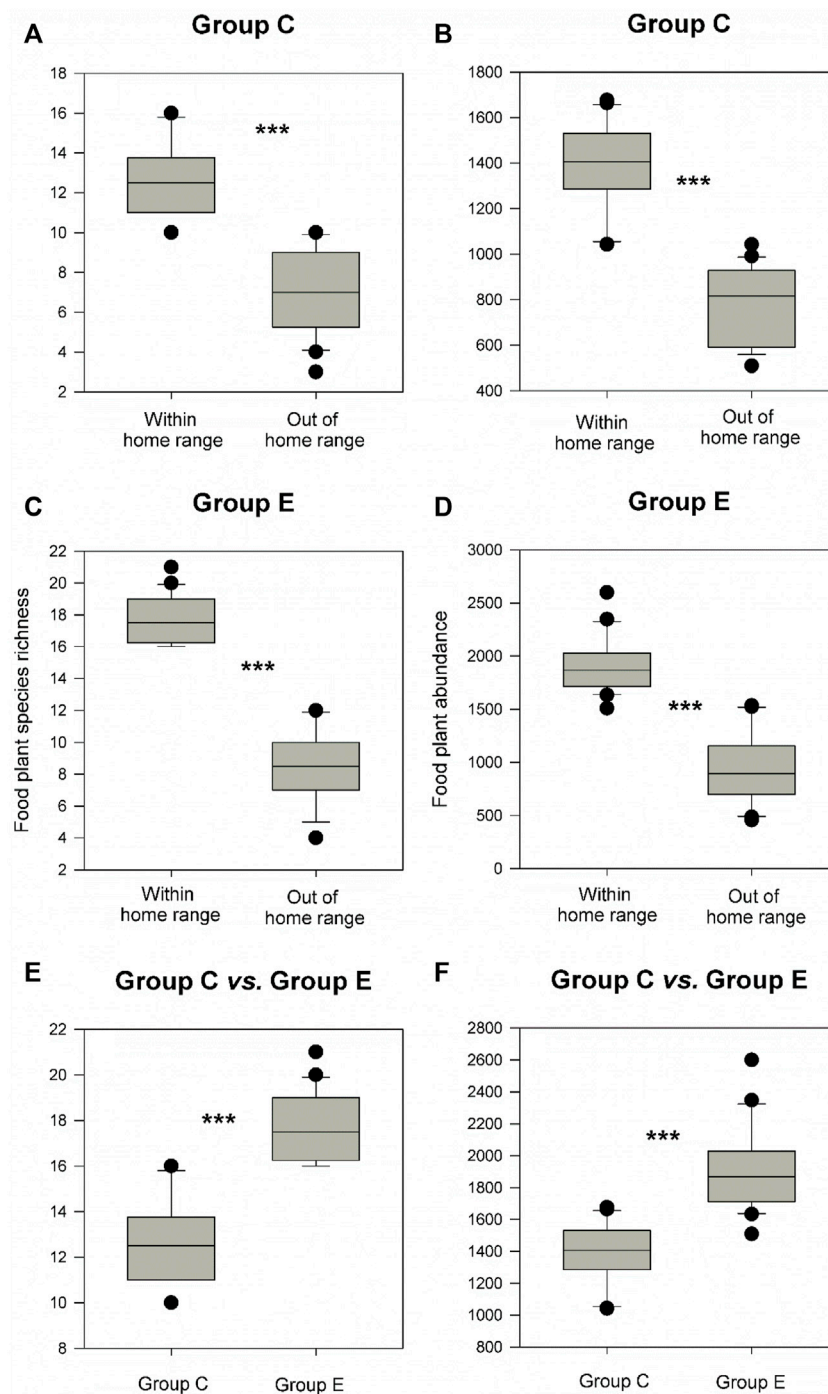 A
Group C
18
16
14
12
10
8
6
4
2
***
Within
home range
Out of
home range
B
Group C
1800
1600
1400
1200
1000
800
600
400
***
Within
home range
Out of
home range
C
Group E
Food plant species richness
22
20
18
16
14
12
10
8
6
4
2
***
Within
home range
Out of
home range
D
Group E
Food plant abundance
3000
2500
2000
1500
1000
500
0
***
Within
home range
Out of
home range
E
Group C vs. Group E
22
20
18
16
14
12
10
8
***
Group C
Group E
F
Group C vs. Group E
2800
2600
2400
2200
2000
1800
1600
1400
1200
1000
800
***
Group C
Group E